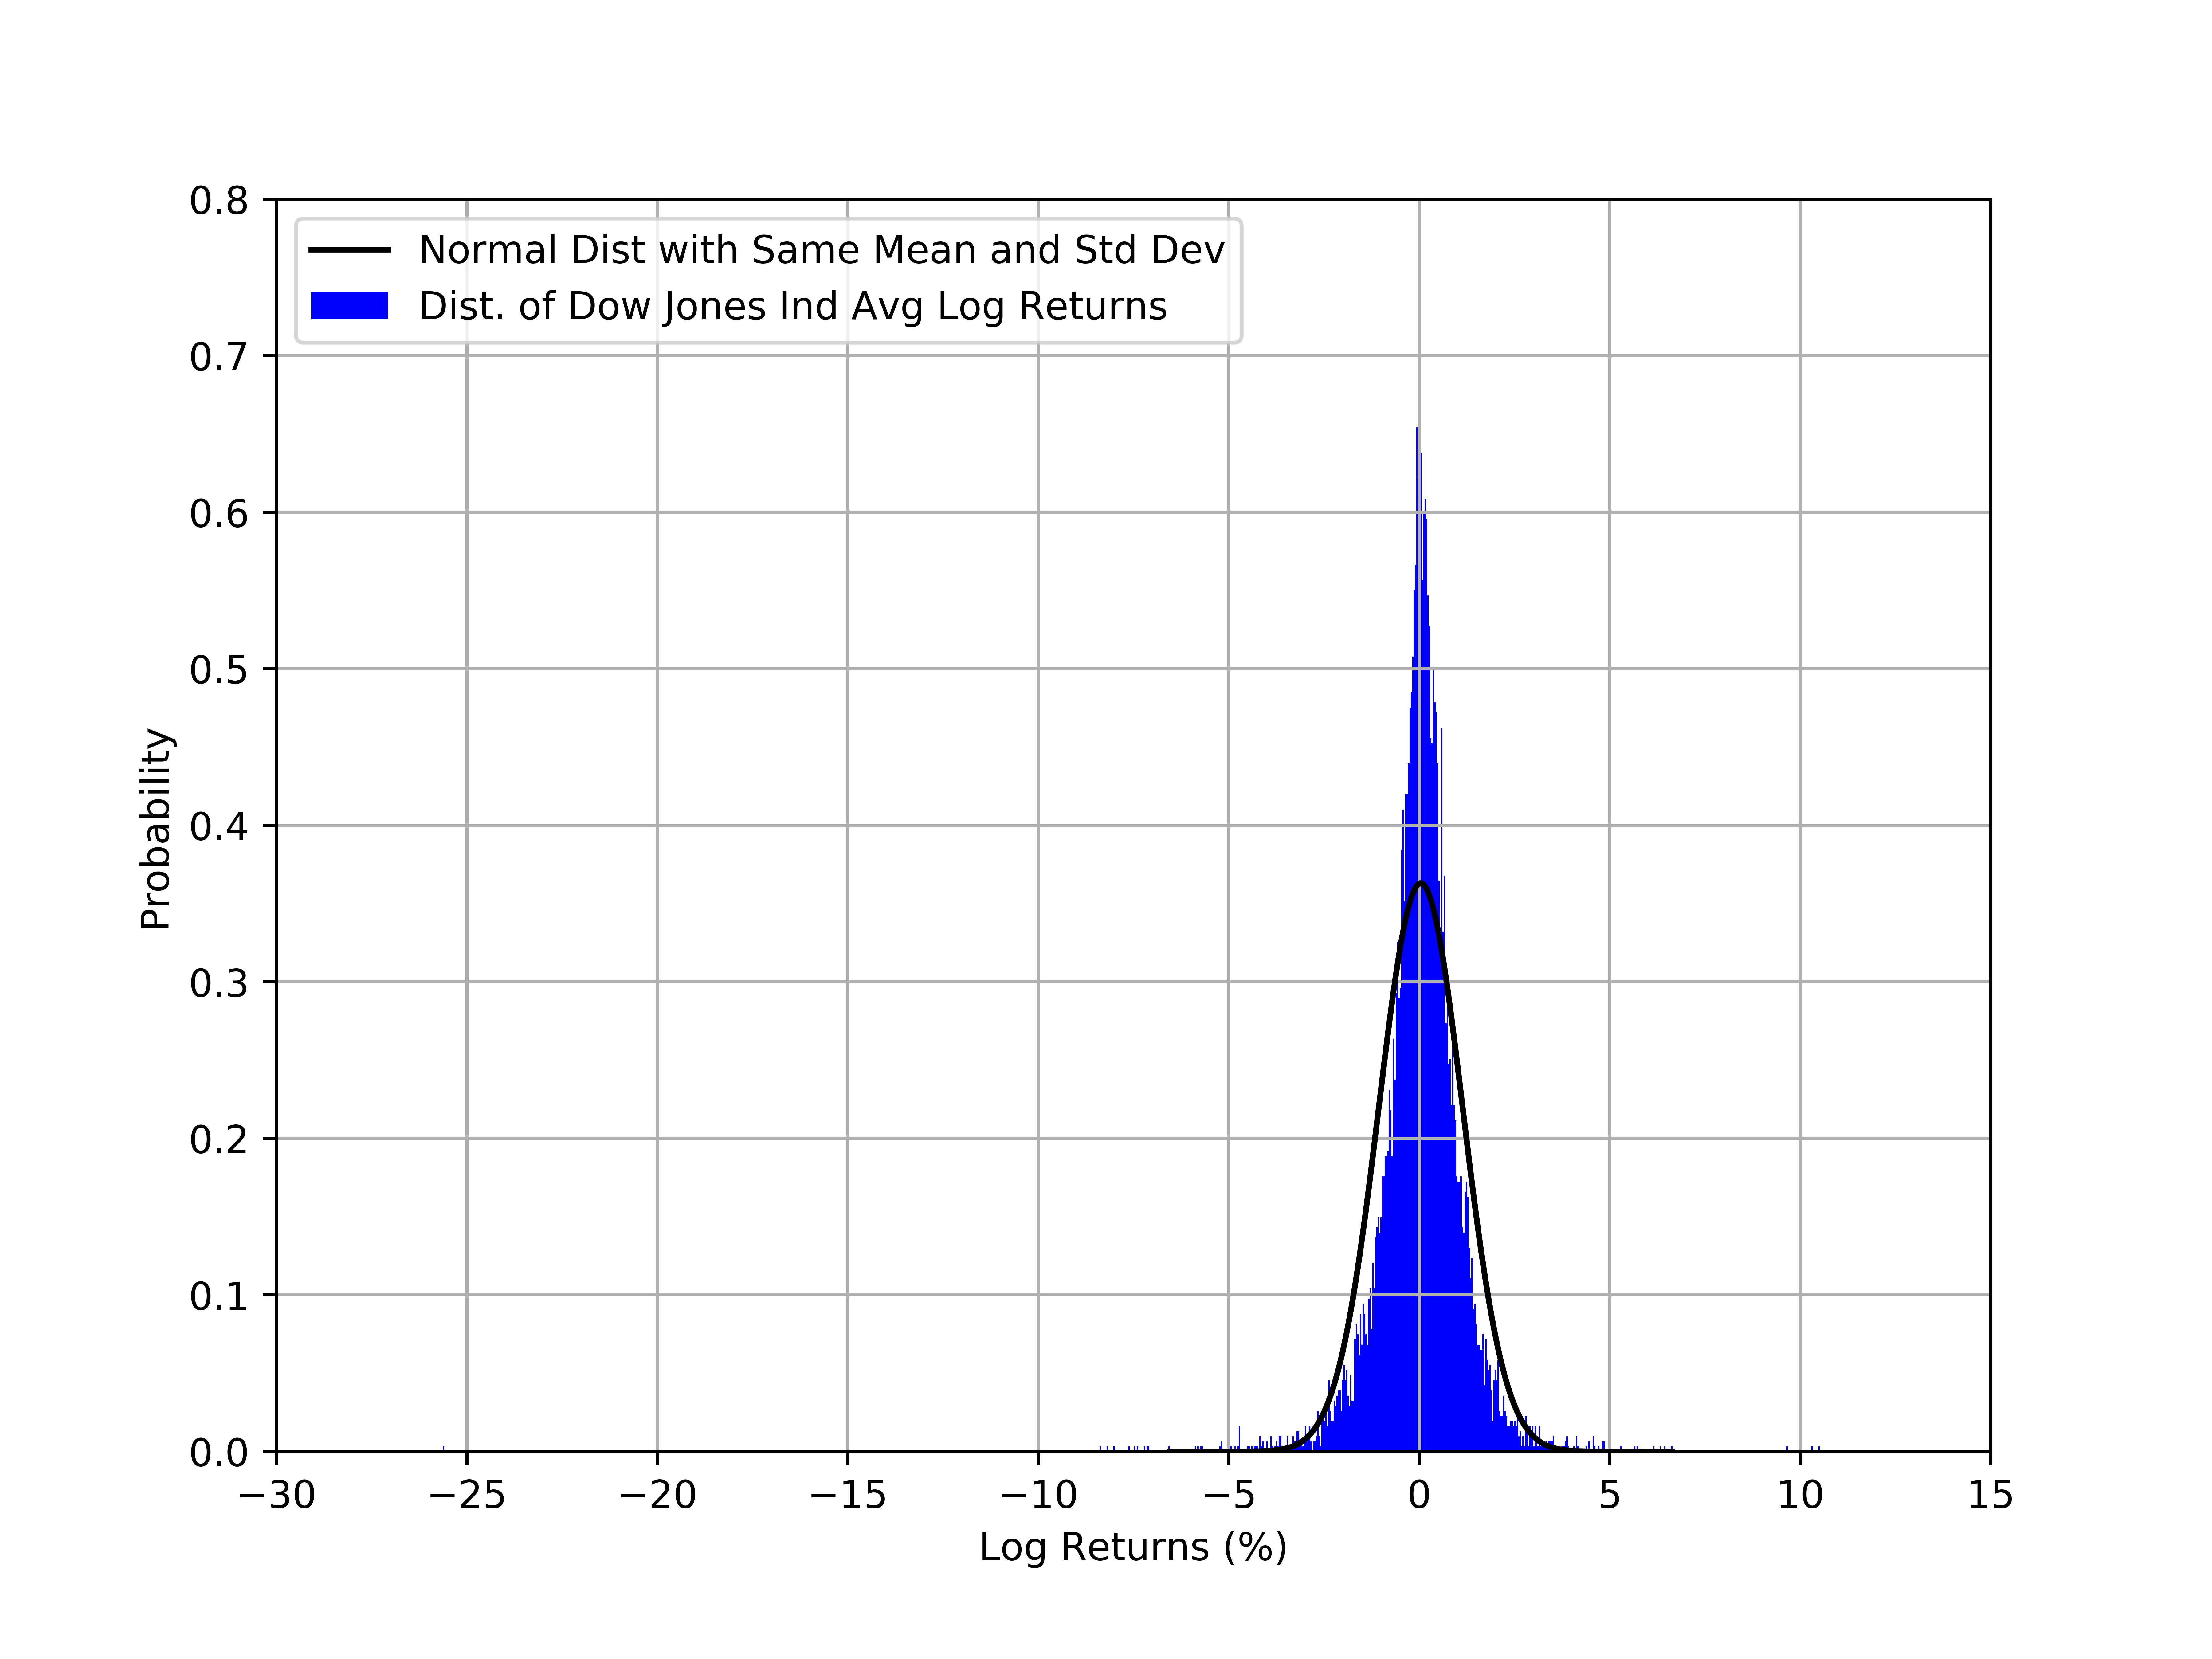 Normal Dist with Same Mean and Std Dev
Dist. of Dow Jones Ind Avg Log Returns
0.8
0.7
0.6
0.5
0.4
0.3
0.2
0.1
0.0
Probability
−30 −25 −20 −15 −10 −5 0 5 10 15
Log Returns (%)